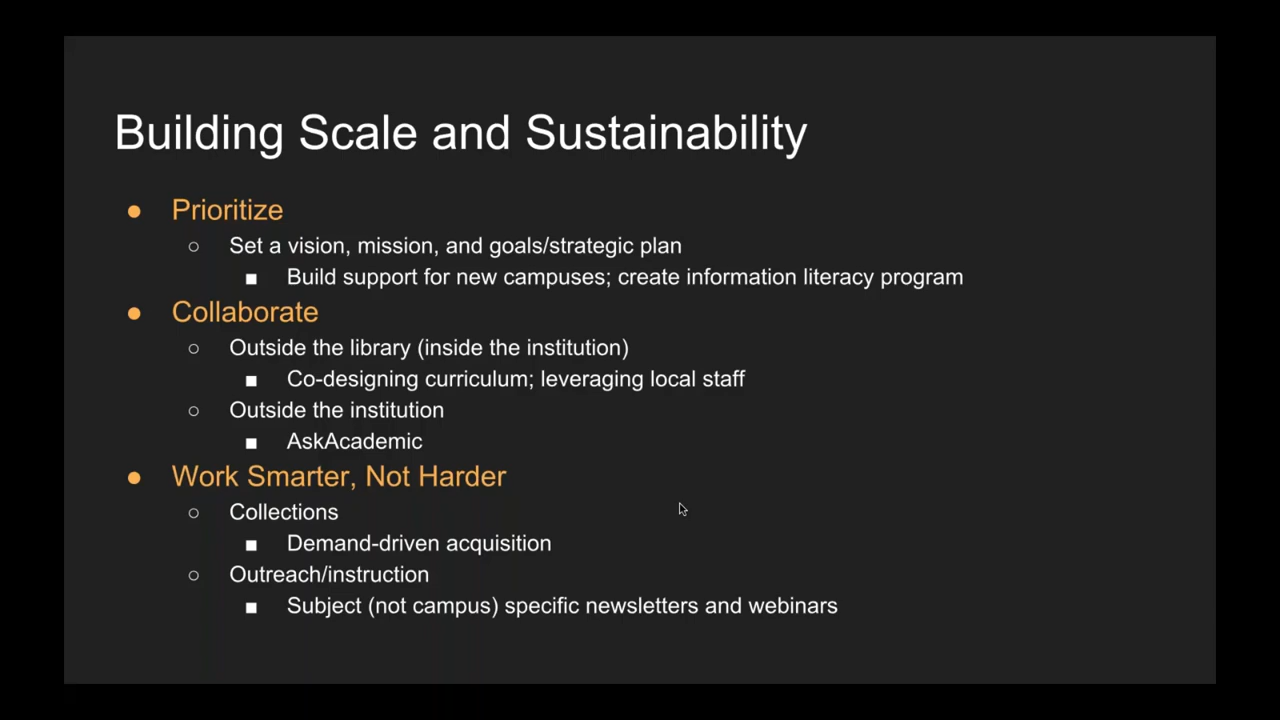 Building Scale and Sustainability
● Prioritize
○ Set a vision, mission, and goals/strategic plan
■ Build support for new campuses; create information literacy program
● Collaborate
○ Outside the library (inside the institution)
■ Co-designing curriculum; leveraging local staff
○ Outside the institution
■ AskAcademic
● Work Smarter, Not Harder
○ Collections
■ Demand-driven acquisition
○ Outreach/instruction
■ Subject (not campus) specific newsletters and webinars